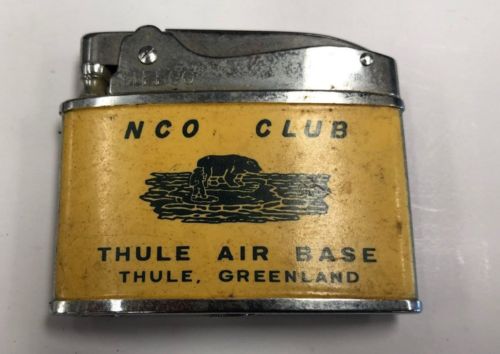 NCO CLUB
THULE AIR BASE
THULE, GREENLAND